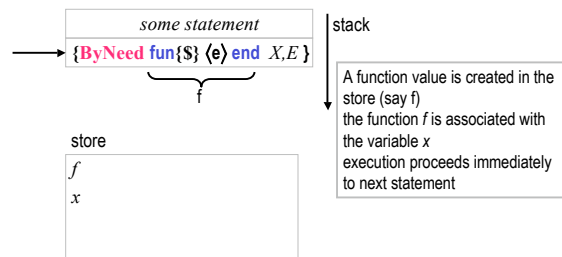 some statement
stack
{ByNeed fun{$} ⟨e⟩ end X,E }
f
A function value is created in the
store (say f)
the function f is associated with
the variable x
execution proceeds immediately
to next statement
store
f
x